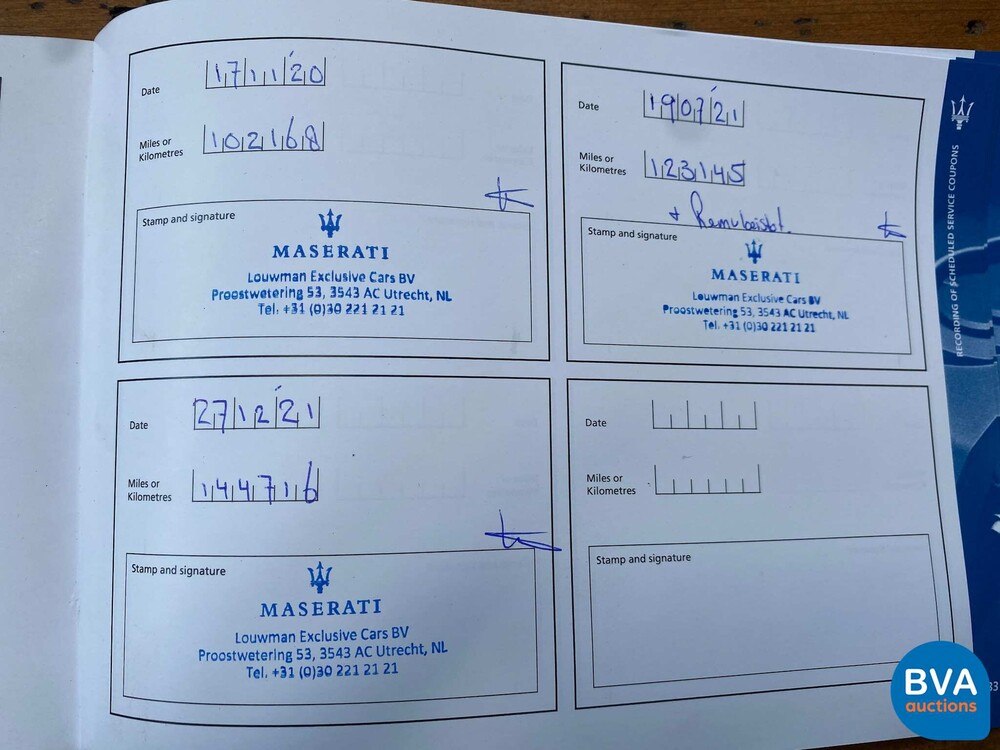 Date 17 11 '20
Miles or
Kilometres 102168
Stamp and signature
MASERATI
Louwman Exclusive Cars BV
Proostwetering 53, 3543 AC Utrecht, NL
Tel. +31 (0)30 221 21 21
Date 19 07 '21
Miles or
Kilometres 123145
+ Remvloeistof.
Stamp and signature
MASERATI
Louwman Exclusive Cars BV
Proostwetering 53, 3543 AC Utrecht, NL
Tel. +31 (0)30 221 21 21
Date 27 12 '21
Miles or
Kilometres 144716
Stamp and signature
MASERATI
Louwman Exclusive Cars BV
Proostwetering 53, 3543 AC Utrecht, NL
Tel. +31 (0)30 221 21 21
Date
Miles or
Kilometres
Stamp and signature
RECORDING OF SCHEDULED SERVICE COUPONS
BVA
auctions